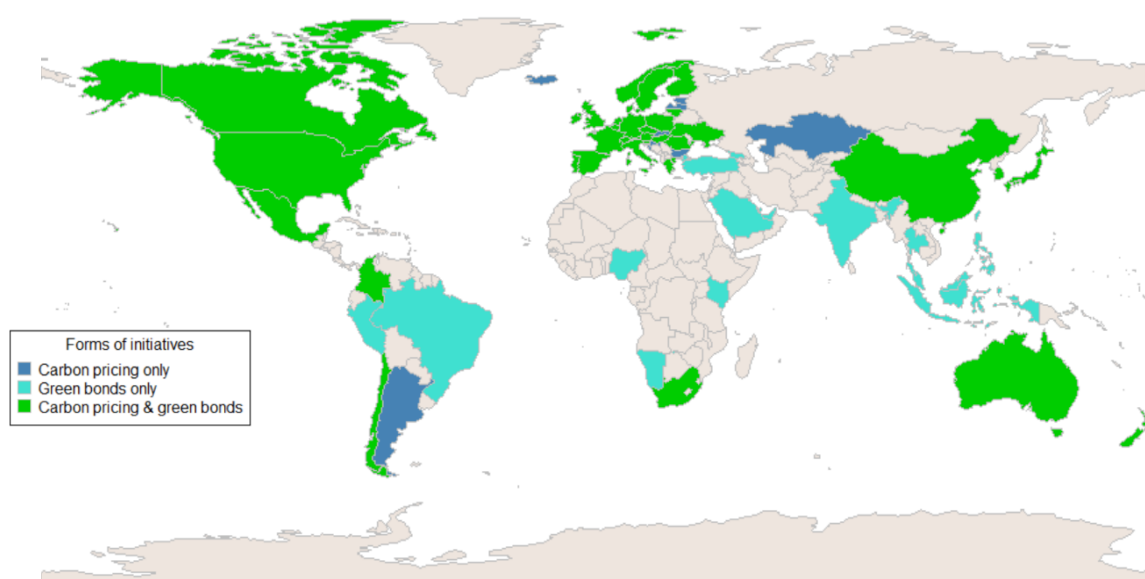 Forms of initiatives
Carbon pricing only
Green bonds only
Carbon pricing & green bonds